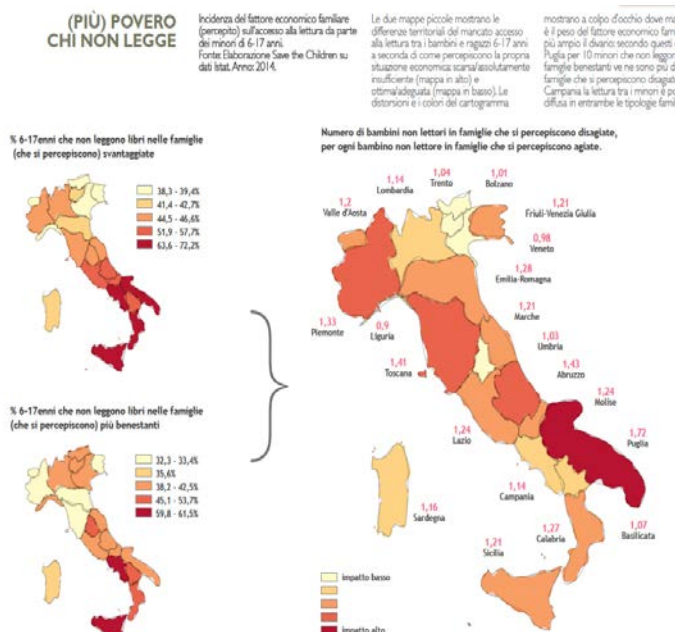 (PIÙ) POVERO
CHI NON LEGGE
Incidenza del fattore economico familiare
(percepito) sull'accesso alla lettura da parte
dei minori di 6-17 anni.
Fonte: Elaborazione Save the Children su
dati Istat. Anno: 2014.
Le due mappe piccole mostrano le
differenze territoriali del mancato accesso
alla lettura tra i bambini e ragazzi 6-17 anni
a seconda di come percepiscono la propria
situazione economica: scarsa/assolutamente
insufficiente (mappa in alto) e
ottima/adeguata (mappa in basso). Le
distorsioni e i colori del cartogramma
mostrano a colpo d'occhio dove
è il peso del fattore economico
più ampio il divario: secondo questi
Puglia per 10 minori che non
famiglie benestanti ve ne sono più
famiglie che si percepiscono
Campania la lettura tra i minori è
diffusa in entrambe le tipologie
% 6-17enni che non leggono libri nelle famiglie
(che si percepiscono) svantaggiate
38,3 - 39,4%
41,4 - 42,7%
44,5 - 46,6%
51,9 - 57,7%
63,6 - 72,2%
% 6-17enni che non leggono libri nelle famiglie
(che si percepiscono) più benestanti
32,3 - 33,4%
35,6%
38,2 - 42,5%
45,1 - 53,7%
59,8 - 61,5%
Numero di bambini non lettori in famiglie che si percepiscono disagiate,
per ogni bambino non lettore in famiglie che si percepiscono agiate.
1,14
Lombardia
1,04
Trento
1,01
Bolzano
1,2
Valle d'Aosta
1,21
Friuli-Venezia Giulia
0,98
Veneto
1,28
Emilia-Romagna
1,21
Marche
1,33
Piemonte
0,9
Liguria
1,03
Umbria
1,41
Toscana
1,43
Abruzzo
1,24
Molise
1,24
Lazio
1,72
Puglia
1,14
Campania
1,16
Sardegna
1,07
Basilicata
1,27
Calabria
1,21
Sicilia
impatto basso
impatto alto